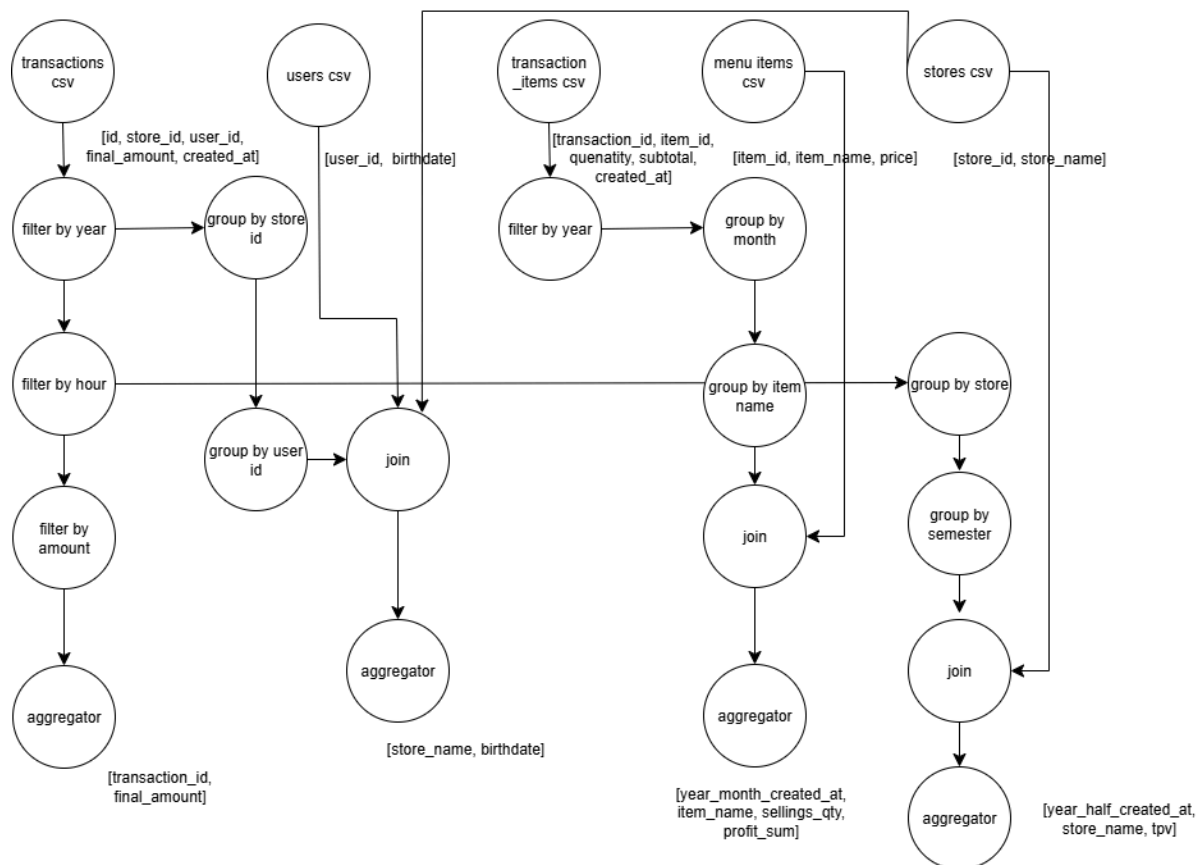 transactions
csv
users csv
transaction
_items csv
menu items
csv
stores csv
[id, store_id, user_id,
final_amount, created_at]
[user_id,  birthdate]
[transaction_id, item_id,
quenatity, subtotal,
created_at]
[item_id, item_name, price]
[store_id, store_name]
filter by year
group by store
id
filter by year
group by
month
filter by hour
group by item
name
group by store
group by user
id
join
filter by
amount
join
group by
semester
aggregator
aggregator
aggregator
join
[transaction_id,
final_amount]
[store_name, birthdate]
[year_month_created_at,
item_name, sellings_qty,
profit_sum]
aggregator
[year_half_created_at,
store_name, tpv]